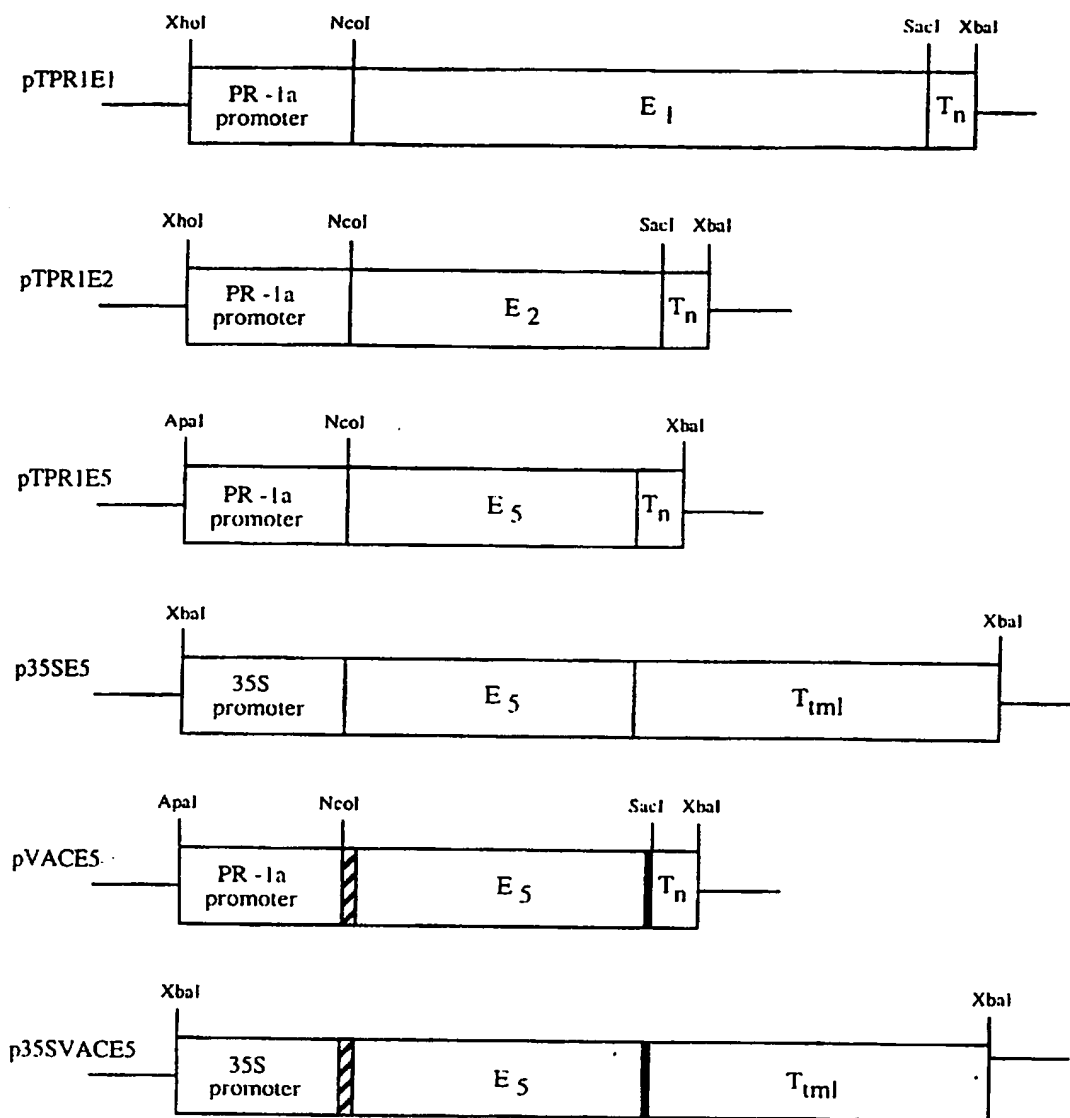 XhoI NcoI SacI XbaI
pTPR1E1
PR -1a
promoter
E1
Tn
XhoI NcoI SacI XbaI
pTPR1E2
PR -1a
promoter
E2
Tn
ApaI NcoI XbaI
pTPR1E5
PR -1a
promoter
E5
Tn
XbaI XbaI
p35SE5
35S
promoter
E5
Ttml
ApaI NcoI SacI XbaI
pVACE5
PR -1a
promoter
E5
Tn
XbaI XbaI
p35SVACE5
35S
promoter
E5
Ttml